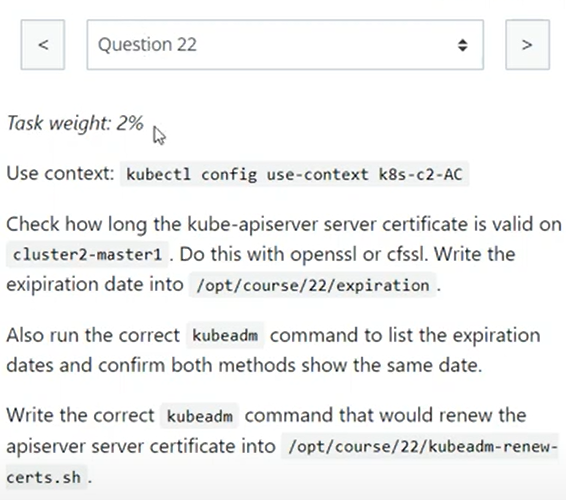 < Question 22 >
Task weight: 2%
Use context: kubectl config use-context k8s-c2-AC
Check how long the kube-apiserver server certificate is valid on
cluster2-master1 . Do this with openssl or cfssl. Write the
exipiration date into /opt/course/22/expiration .
Also run the correct kubeadm command to list the expiration
dates and confirm both methods show the same date.
Write the correct kubeadm command that would renew the
apiserver server certificate into /opt/course/22/kubeadm-renew-
certs.sh .